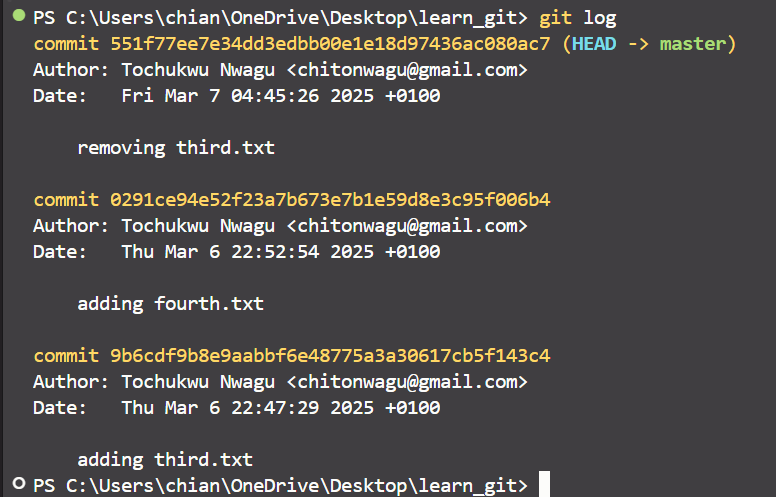 PS C:\Users\chian\OneDrive\Desktop\learn_git> git log
commit 551f77ee7e34dd3edbb00e1e18d97436ac080ac7 (HEAD -> master)
Author: Tochukwu Nwagu <chitonwagu@gmail.com>
Date:   Fri Mar 7 04:45:26 2025 +0100
removing third.txt
commit 0291ce94e52f23a7b673e7b1e59d8e3c95f006b4
Author: Tochukwu Nwagu <chitonwagu@gmail.com>
Date:   Thu Mar 6 22:52:54 2025 +0100
adding fourth.txt
commit 9b6cdf9b8e9aabbf6e48775a3a30617cb5f143c4
Author: Tochukwu Nwagu <chitonwagu@gmail.com>
Date:   Thu Mar 6 22:47:29 2025 +0100
adding third.txt
PS C:\Users\chian\OneDrive\Desktop\learn_git>